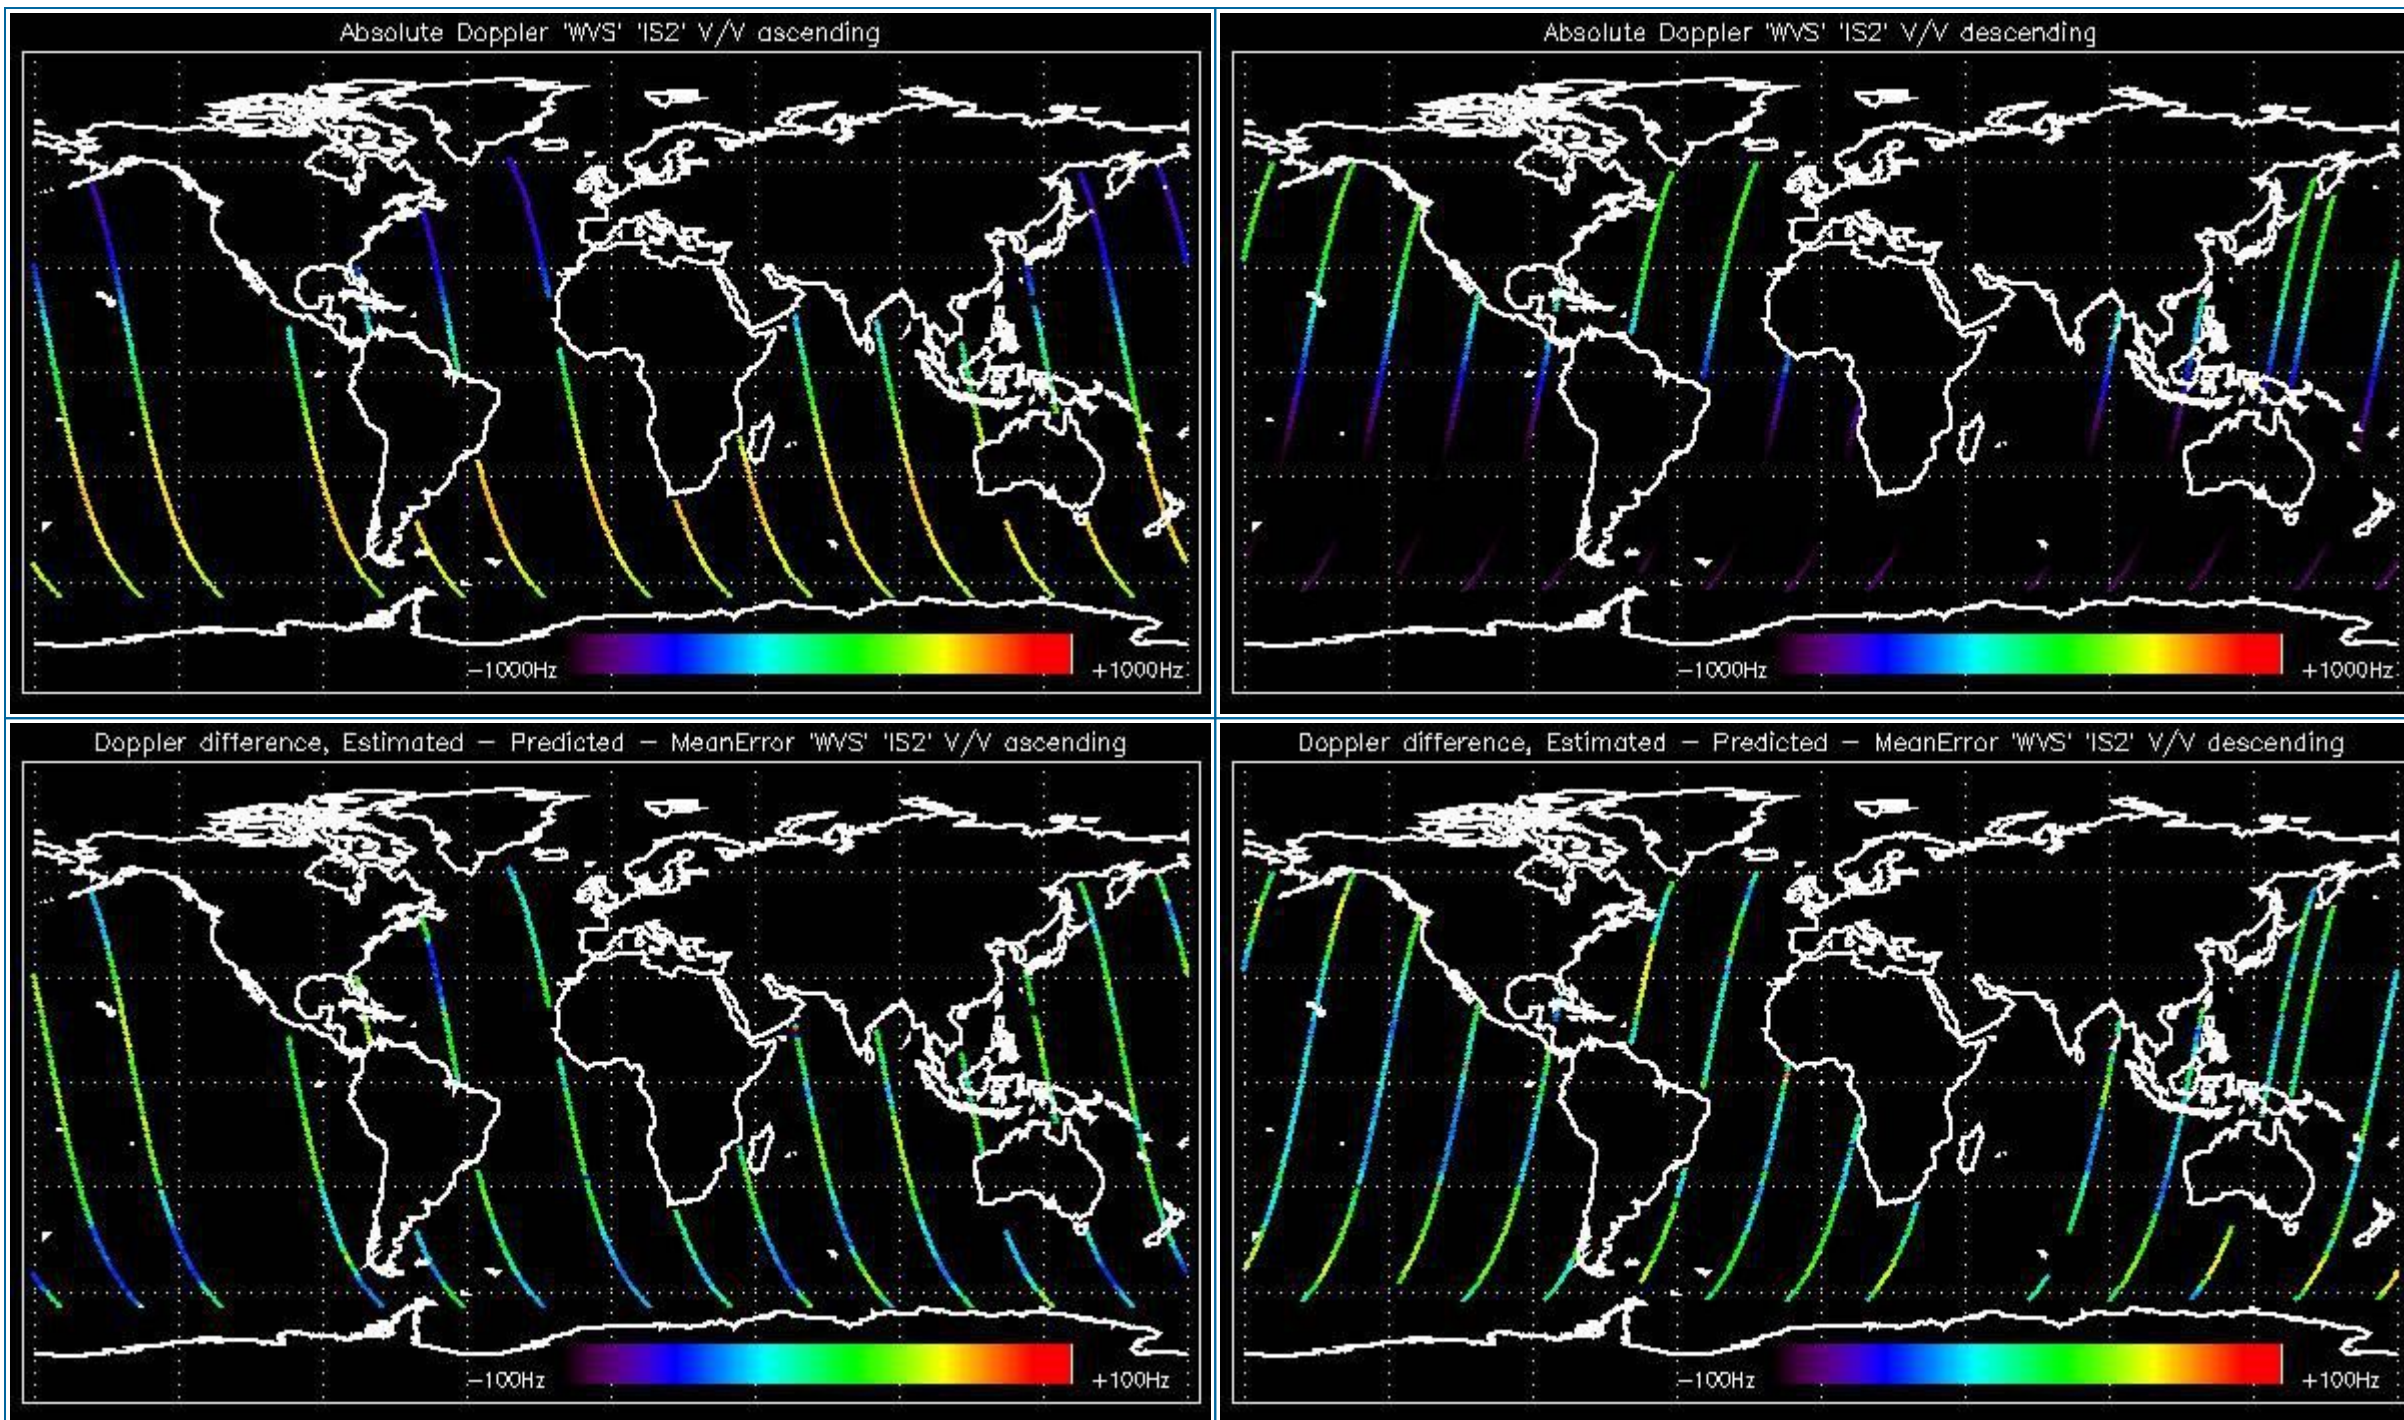 Absolute Doppler 'WVS' 'IS2' V/V ascending
-1000Hz
+1000Hz
Absolute Doppler 'WVS' 'IS2' V/V descending
-1000Hz
+1000Hz
Doppler difference, Estimated - Predicted - MeanError 'WVS' 'IS2' V/V ascending
-100Hz
+100Hz
Doppler difference, Estimated - Predicted - MeanError 'WVS' 'IS2' V/V descending
-100Hz
+100Hz